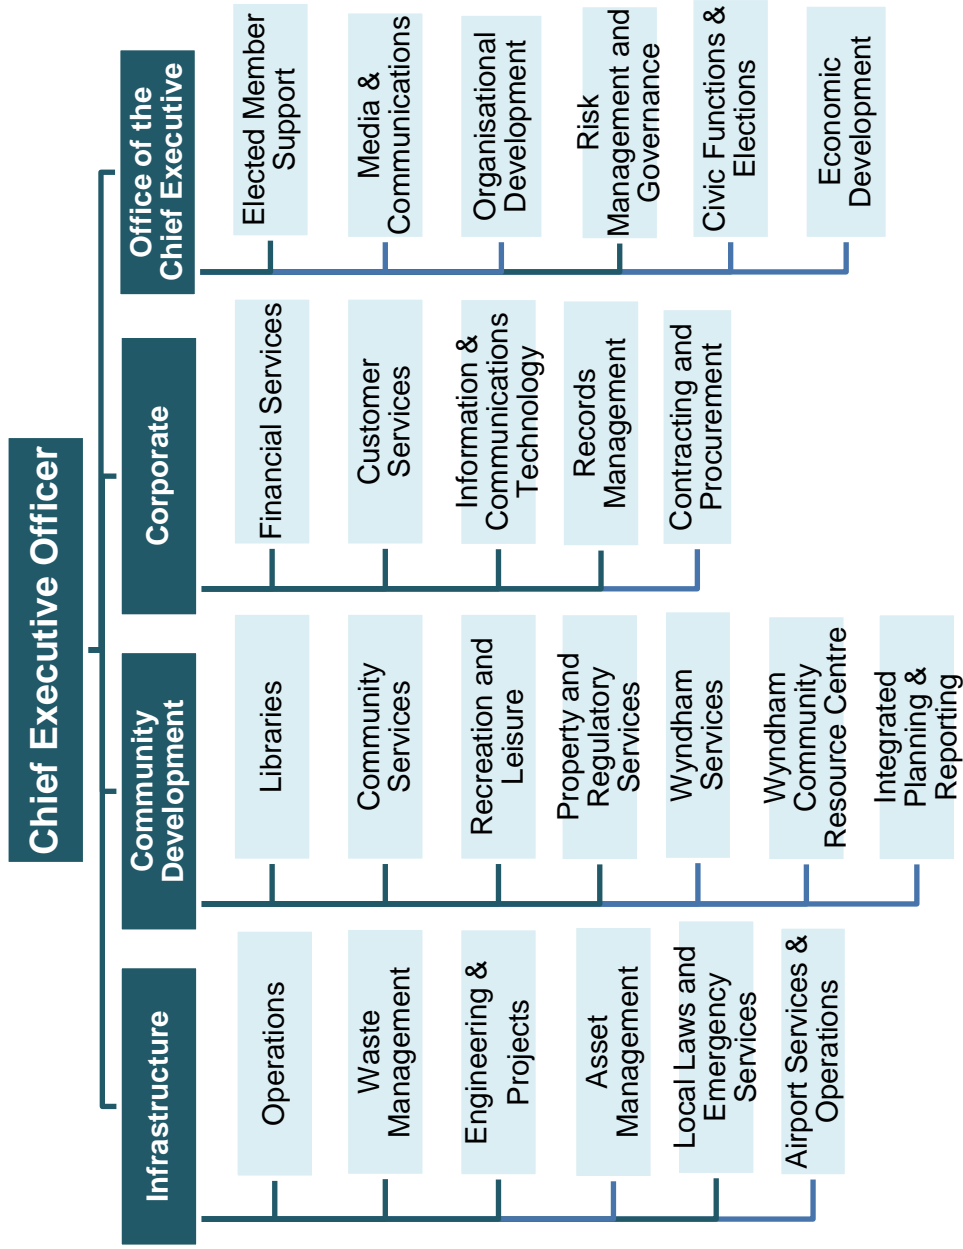 Chief Executive Officer
Infrastructure
Operations
Waste
Management
Engineering &
Projects
Asset
Management
Local Laws and
Emergency
Services
Airport Services &
Operations
Community
Development
Libraries
Community
Services
Recreation and
Leisure
Property and
Regulatory
Services
Wyndham
Services
Wyndham
Community
Resource Centre
Integrated
Planning &
Reporting
Corporate
Financial Services
Customer
Services
Information &
Communications
Technology
Records
Management
Contracting and
Procurement
Office of the
Chief Executive
Elected Member
Support
Media &
Communications
Organisational
Development
Risk
Management and
Governance
Civic Functions &
Elections
Economic
Development